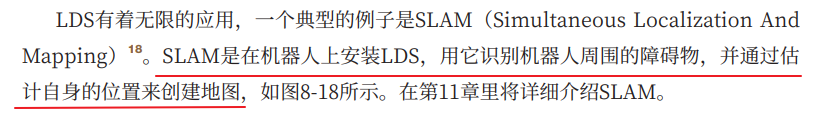 LDS有着无限的应用，一个典型的例子是SLAM（Simultaneous Localization And
Mapping）18。SLAM是在机器人上安装LDS，用它识别机器人周围的障碍物，并通过估
计自身的位置来创建地图，如图8-18所示。在第11章里将详细介绍SLAM。